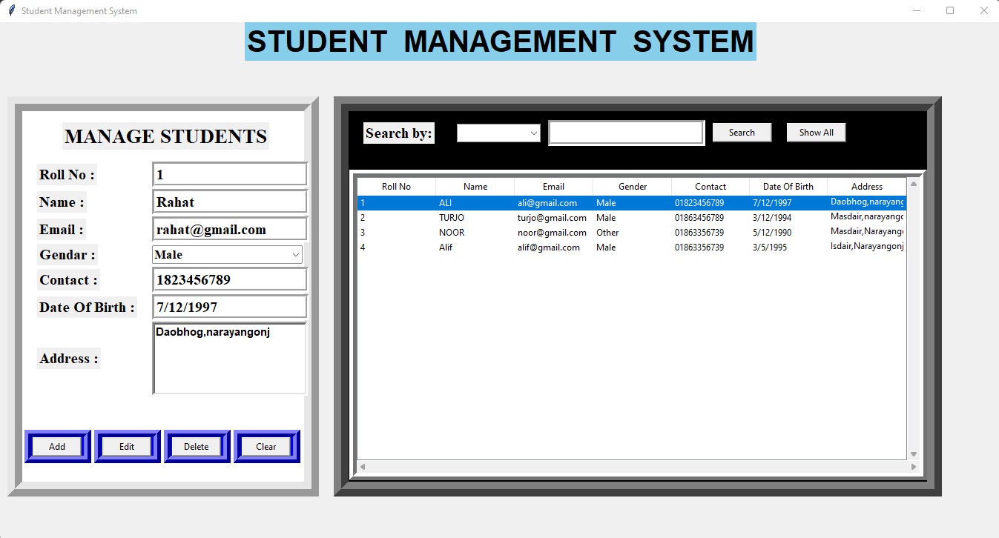 Student Management System
STUDENT MANAGEMENT SYSTEM
MANAGE STUDENTS
Roll No : 1
Name : Rahat
Email : rahat@gmail.com
Gendar : Male
Contact : 1823456789
Date Of Birth : 7/12/1997
Address : Daobhog,narayangonj
Add Edit Delete Clear
Search by: Search Show All
Roll No Name Email Gender Contact Date Of Birth Address
1 ALI ali@gmail.com Male 01823456789 7/12/1997 Daobhog,narayang
2 TURJO turjo@gmail.com Male 01863456789 3/12/1994 Masdair,narayango
3 NOOR noor@gmail.com Other 01863356739 5/12/1990 Masdair,Narayango
4 Alif alif@gmail.com Male 01863356739 3/5/1995 Isdair,Narayangonj